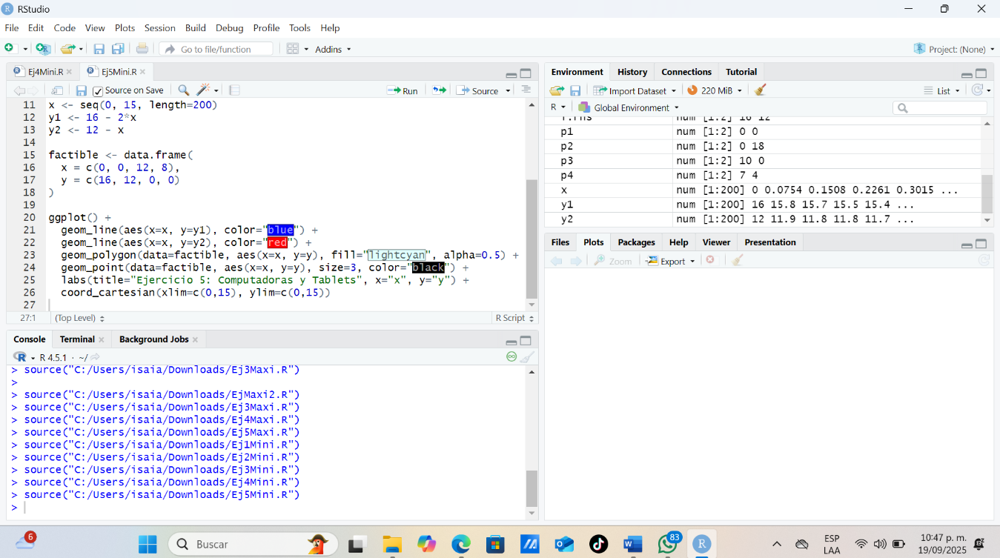 RStudio
File Edit Code View Plots Session Build Debug Profile Tools Help
Go to file/function Addins Project: (None)
Ej4Mini.R Ej5Mini.R
Source on Save Run Source
11 x <- seq(0, 15, length=200)
12 y1 <- 16 - 2*x
13 y2 <- 12 - x
14
15 factible <- data.frame(
16 x = c(0, 0, 12, 8),
17 y = c(16, 12, 0, 0)
18 )
19
20 ggplot() +
21 geom_line(aes(x=x, y=y1), color="blue") +
22 geom_line(aes(x=x, y=y2), color="red") +
23 geom_polygon(data=factible, aes(x=x, y=y), fill="lightcyan", alpha=0.5) +
24 geom_point(data=factible, aes(x=x, y=y), size=3, color="black") +
25 labs(title="Ejercicio 5: Computadoras y Tablets", x="x", y="y") +
26 coord_cartesian(xlim=c(0,15), ylim=c(0,15))
27
27:1 (Top Level) R Script
Console Terminal Background Jobs
R 4.5.1 · ~/
> source("C:/Users/isaia/Downloads/Ej3Maxi.R")
>
> source("C:/Users/isaia/Downloads/EjMaxi2.R")
> source("C:/Users/isaia/Downloads/Ej3Maxi.R")
> source("C:/Users/isaia/Downloads/Ej4Maxi.R")
> source("C:/Users/isaia/Downloads/Ej5Maxi.R")
> source("C:/Users/isaia/Downloads/Ej1Mini.R")
> source("C:/Users/isaia/Downloads/Ej2Mini.R")
> source("C:/Users/isaia/Downloads/Ej3Mini.R")
> source("C:/Users/isaia/Downloads/Ej4Mini.R")
> source("C:/Users/isaia/Downloads/Ej5Mini.R")
>
Environment History Connections Tutorial
Import Dataset 220 MiB List
R Global Environment
f.rhs num [1:2] 16 12
p1 num [1:2] 0 0
p2 num [1:2] 0 18
p3 num [1:2] 10 0
p4 num [1:2] 7 4
x num [1:200] 0 0.0754 0.1508 0.2261 0.3015 ...
y1 num [1:200] 16 15.8 15.7 15.5 15.4 ...
y2 num [1:200] 12 11.9 11.8 11.8 11.7 ...
Files Plots Packages Help Viewer Presentation
Zoom Export
6 Buscar 83 ESP 10:47 p. m.
LAA 19/09/2025